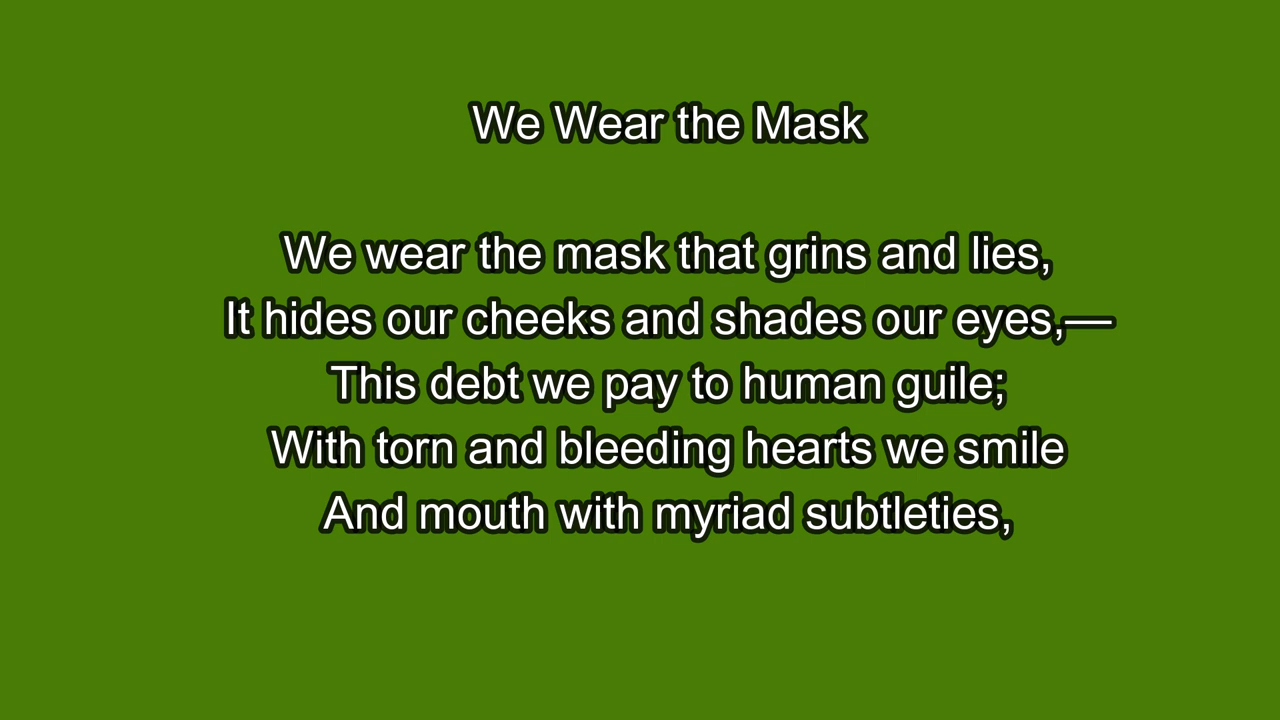 We Wear the Mask
We wear the mask that grins and lies,
It hides our cheeks and shades our eyes,—
This debt we pay to human guile;
With torn and bleeding hearts we smile
And mouth with myriad subtleties,